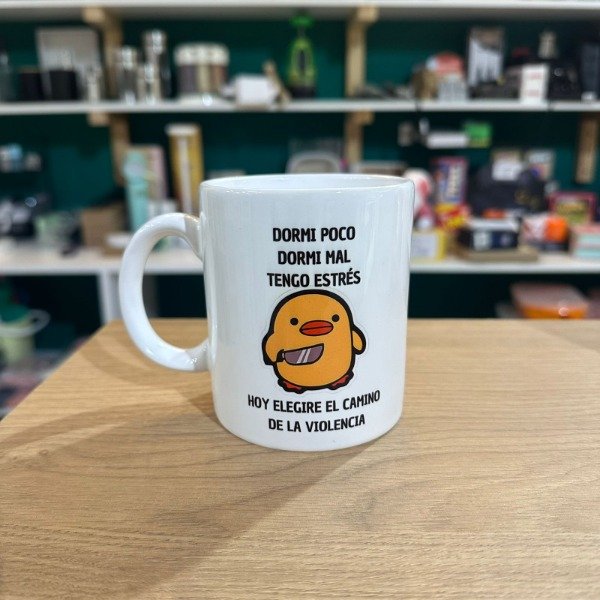 DORMI POCO
DORMI MAL
TENGO ESTRÉS
HOY ELEGIRE EL CAMINO
DE LA VIOLENCIA